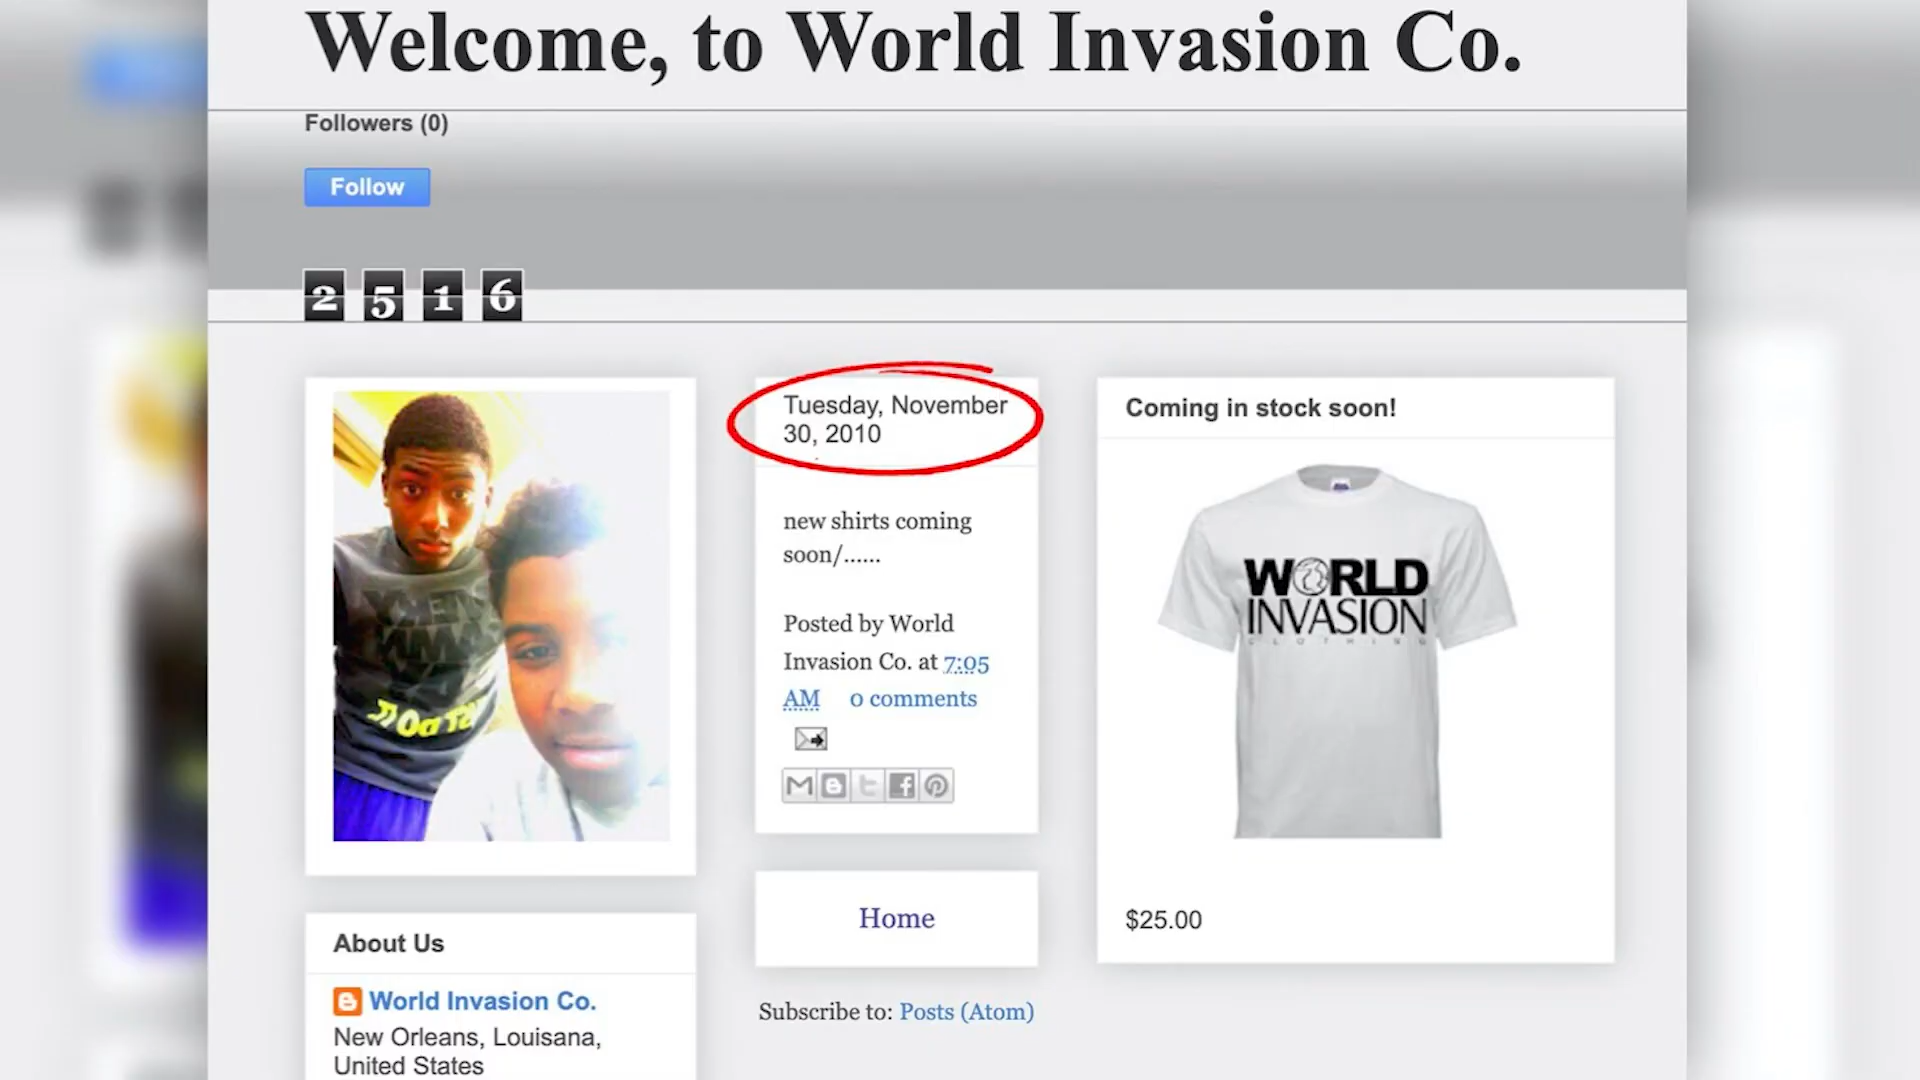 Welcome, to World Invasion Co.
Followers (0)
Follow
2516
Tuesday, November
30, 2010
new shirts coming
soon/......
Posted by World
Invasion Co. at 7:05
AM 0 comments
Home
Subscribe to: Posts (Atom)
Coming in stock soon!
WORLD
INVASION
CLOTHING
$25.00
About Us
World Invasion Co.
New Orleans, Louisana,
United States